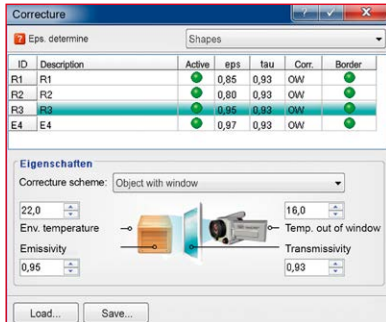 Correcture
? Eps. determine Shapes
ID Description Active eps tau Corr. Border
R1 R1 0,85 0,93 OW
R2 R2 0,80 0,93 OW
R3 R3 0,95 0,93 OW
E4 E4 0,97 0,93 OW
Eigenschaften
Correcture scheme: Object with window
22,0 16,0
Env. temperature Temp. out of window
Emissivity Transmissivity
0,95 0,93
Load... Save...